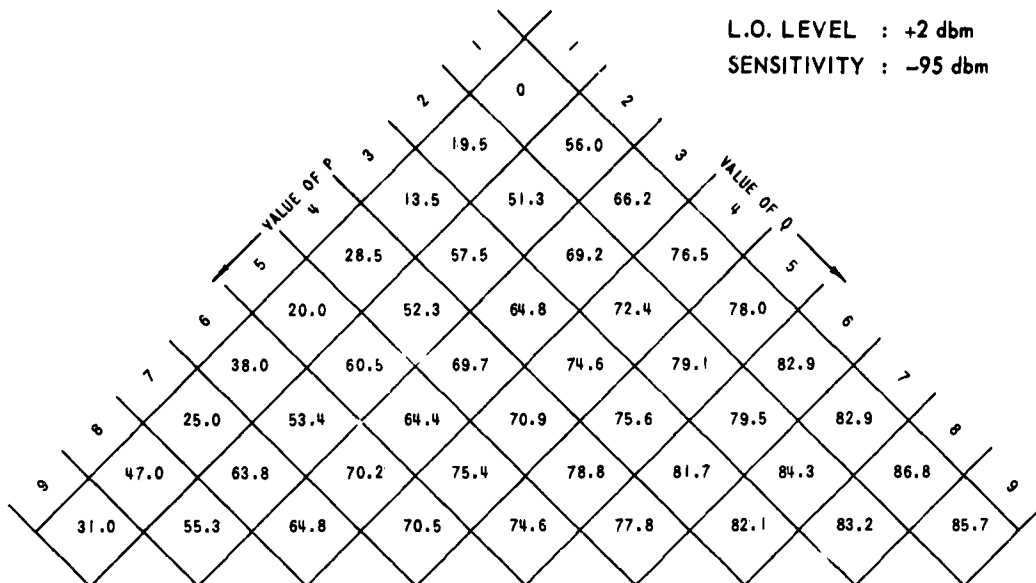 L.O. LEVEL : +2 dbm
SENSITIVITY : -95 dbm
1 1
0
2 2
19.5 56.0
3 3
VALUE OF P
VALUE OF Q
13.5 51.3 66.2
4 4
28.5 57.5 69.2 76.5
5 5
20.0 52.3 64.8 72.4 78.0
6 6
38.0 60.5 69.7 74.6 79.1 82.9
7 7
25.0 53.4 64.4 70.9 75.6 79.5 82.9
8 8
47.0 63.8 70.2 75.4 78.8 81.7 84.3 86.8
9 9
31.0 55.3 64.8 70.5 74.6 77.8 82.1 83.2 85.7